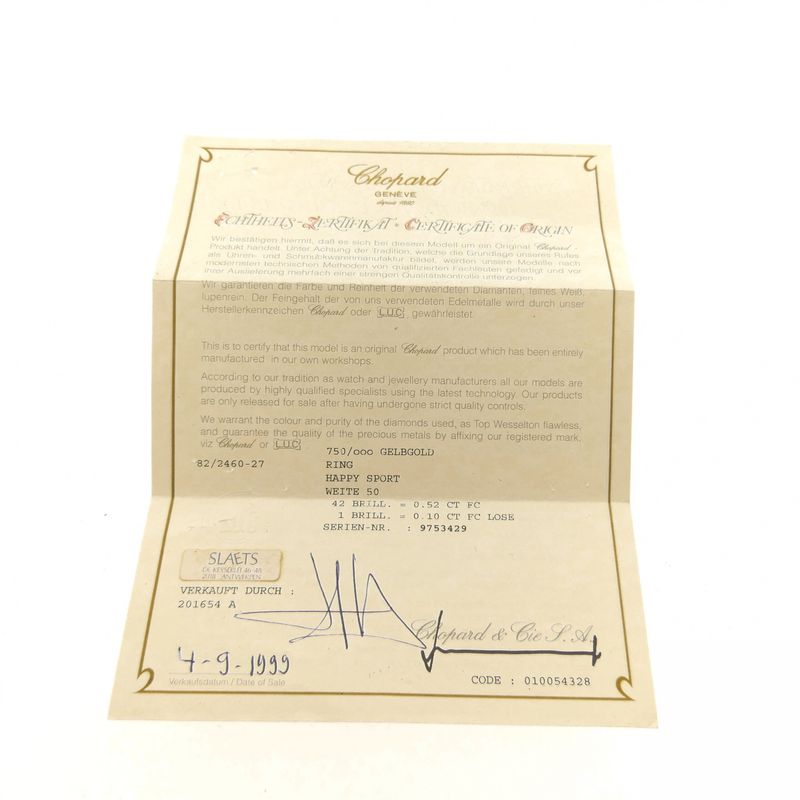 Chopard
GENÈVE
depuis 1860
ECHTHEITS-ZERTIFIKAT · CERTIFICATE OF ORIGIN
Wir bestätigen hiermit, daß es sich bei diesem Modell um ein Original Chopard-
Produkt handelt. Unter Achtung der Tradition, welche die Grundlage unseres Rufes
als Uhren- und Schmuckwarenmanufaktur bildet, werden unsere Modelle nach
modernsten technischen Methoden von qualifizierten Fachleuten gefertigt und vor
ihrer Auslieferung mehrfach einer strengen Qualitätskontrolle unterzogen.
Wir garantieren die Farbe und Reinheit der verwendeten Diamanten, feines Weiß,
lupenrein. Der Feingehalt der von uns verwendeten Edelmetalle wird durch unser
Herstellerkennzeichen Chopard oder L.U.C gewährleistet.
This is to certify that this model is an original Chopard product which has been entirely
manufactured in our own workshops.
According to our tradition as watch and jewellery manufacturers all our models are
produced by highly qualified specialists using the latest technology. Our products
are only released for sale after having undergone strict quality controls.
We warrant the colour and purity of the diamonds used, as Top Wesselton flawless,
and guarantee the quality of the precious metals by affixing our registered mark,
viz Chopard or L.U.C
750/ooo GELBGOLD
82/2460-27 RING
HAPPY SPORT
WEITE 50
42 BRILL. = 0.52 CT FC
1 BRILL. = 0.10 CT FC LOSE
SERIEN-NR. : 9753429
SLAETS
De KEYSERLEI 46-48
2018 ANTWERPEN
VERKAUFT DURCH :
201654 A
Chopard & Cie S.A.
4-9-1999
Verkaufsdatum / Date of Sale
CODE : 010054328